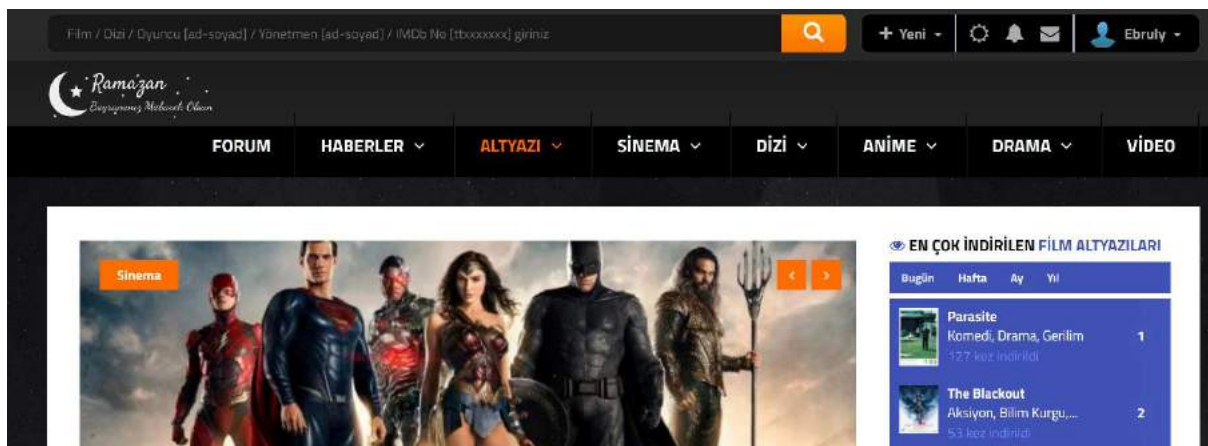 Film / Dizi / Oyuncu [ad-soyad] / Yönetmen [ad-soyad] / IMDb No [ttxxxxxxx] giriniz
+ Yeni
Ebruly
Ramazan
Bayramınız Mübarek Olsun
FORUM
HABERLER
ALTYAZI
SİNEMA
DİZİ
ANİME
DRAMA
VİDEO
Sinema
EN ÇOK İNDİRİLEN FİLM ALTYAZILARI
Bugün Hafta Ay Yıl
Parasite
Komedi, Drama, Gerilim
1
127 kez indirildi
The Blackout
Aksiyon, Bilim Kurgu,...
2
53 kez indirildi